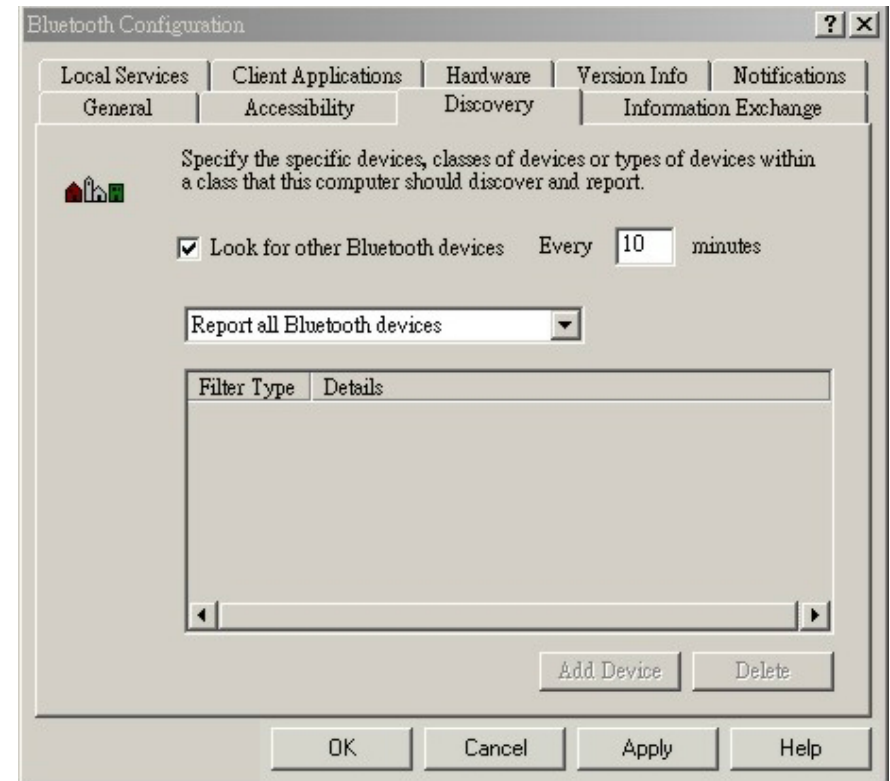 Bluetooth Configuration
Local Services Client Applications Hardware Version Info Notifications
General Accessibility Discovery Information Exchange
Specify the specific devices, classes of devices or types of devices within
a class that this computer should discover and report.
Look for other Bluetooth devices Every 10 minutes
Report all Bluetooth devices
Filter Type Details
Add Device Delete
OK Cancel Apply Help